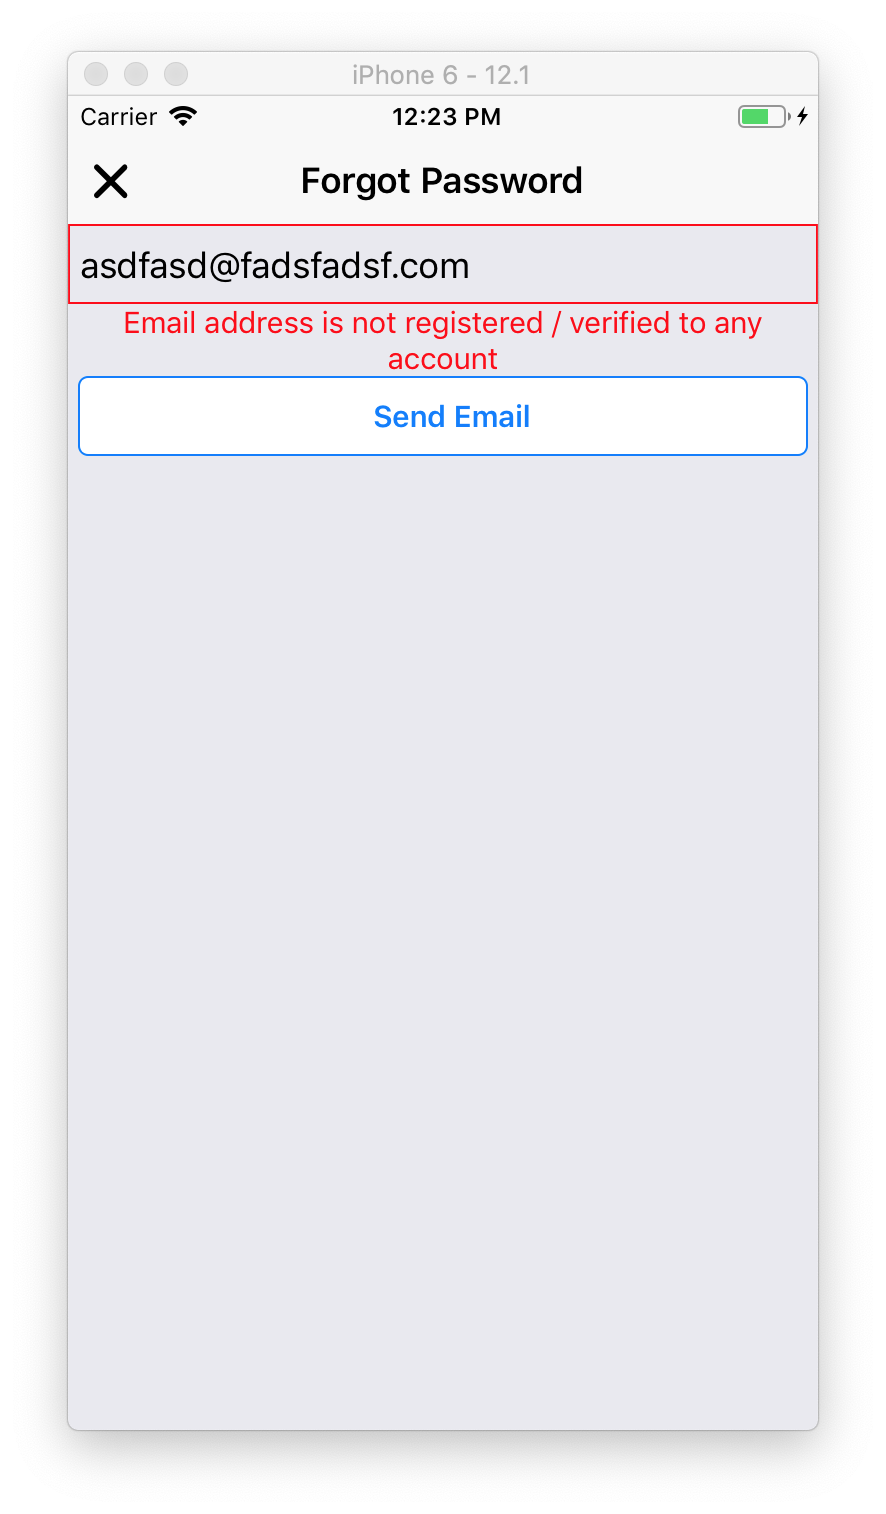 iPhone 6 - 12.1
Carrier 12:23 PM
Forgot Password
asdfasd@fadsfadsf.com
Email address is not registered / verified to any
account
Send Email